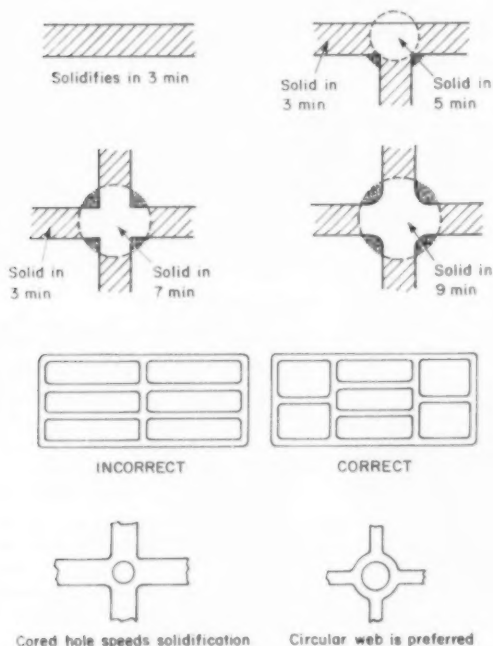 Solidifies in 3 min
Solid in
3 min
Solid in
5 min
Solid in
3 min
Solid in
7 min
Solid in
9 min
INCORRECT
CORRECT
Cored hole speeds solidification
Circular web is preferred